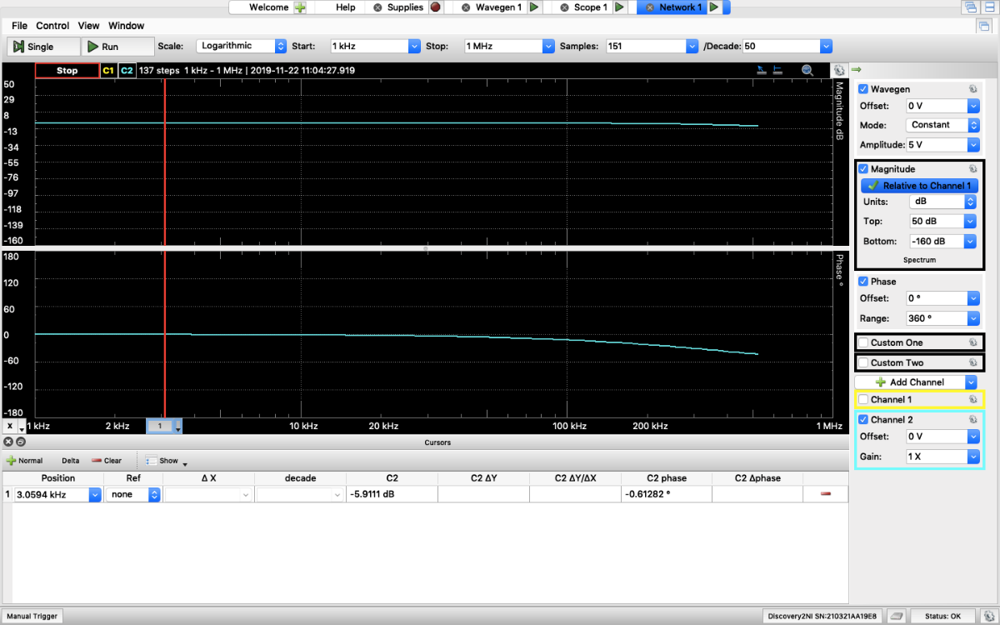 Welcome Help Supplies Wavegen 1 Scope 1 Network 1
File Control View Window
Single Run Scale: Logarithmic Start: 1 kHz Stop: 1 MHz Samples: 151 /Decade: 50
Stop C1 C2 137 steps 1 kHz - 1 MHz | 2019-11-22 11:04:27.919
50
29
8
-13
-34
-55
-76
-97
-118
-139
-160
Magnitude dB
180
120
60
0
-60
-120
-180
Phase °
X 1 kHz 2 kHz 1 10 kHz 20 kHz 100 kHz 200 kHz 1 MHz
Wavegen
Offset: 0 V
Mode: Constant
Amplitude: 5 V
Magnitude
Relative to Channel 1
Units: dB
Top: 50 dB
Bottom: -160 dB
Spectrum
Phase
Offset: 0 °
Range: 360 °
Custom One
Custom Two
Add Channel
Channel 1
Channel 2
Offset: 0 V
Gain: 1 X
Cursors
Normal Delta Clear Show
Position Ref Δ X decade C2 C2 ΔY C2 ΔY/ΔX C2 phase C2 Δphase
1 3.0594 kHz none -5.9111 dB -0.61282 °
Manual Trigger Discovery2NI SN:210321AA19E8 Status: OK